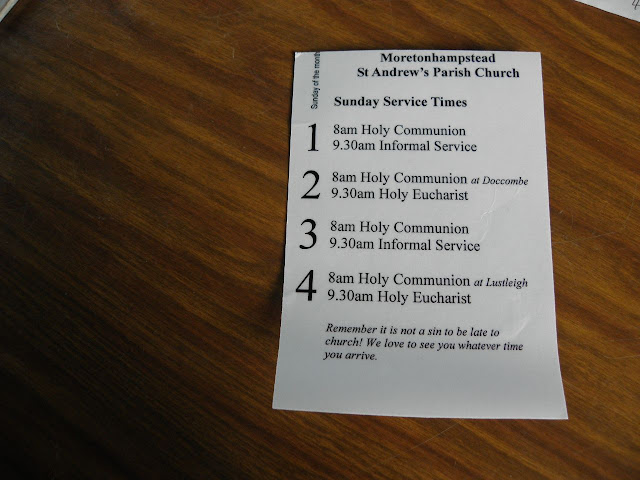 Moretonhampstead
St Andrew's Parish Church
Sunday of the month
Sunday Service Times
1
8am Holy Communion
9.30am Informal Service
2
8am Holy Communion at Doccombe
9.30am Holy Eucharist
3
8am Holy Communion
9.30am Informal Service
4
8am Holy Communion at Lustleigh
9.30am Holy Eucharist
Remember it is not a sin to be late to
church! We love to see you whatever time
you arrive.